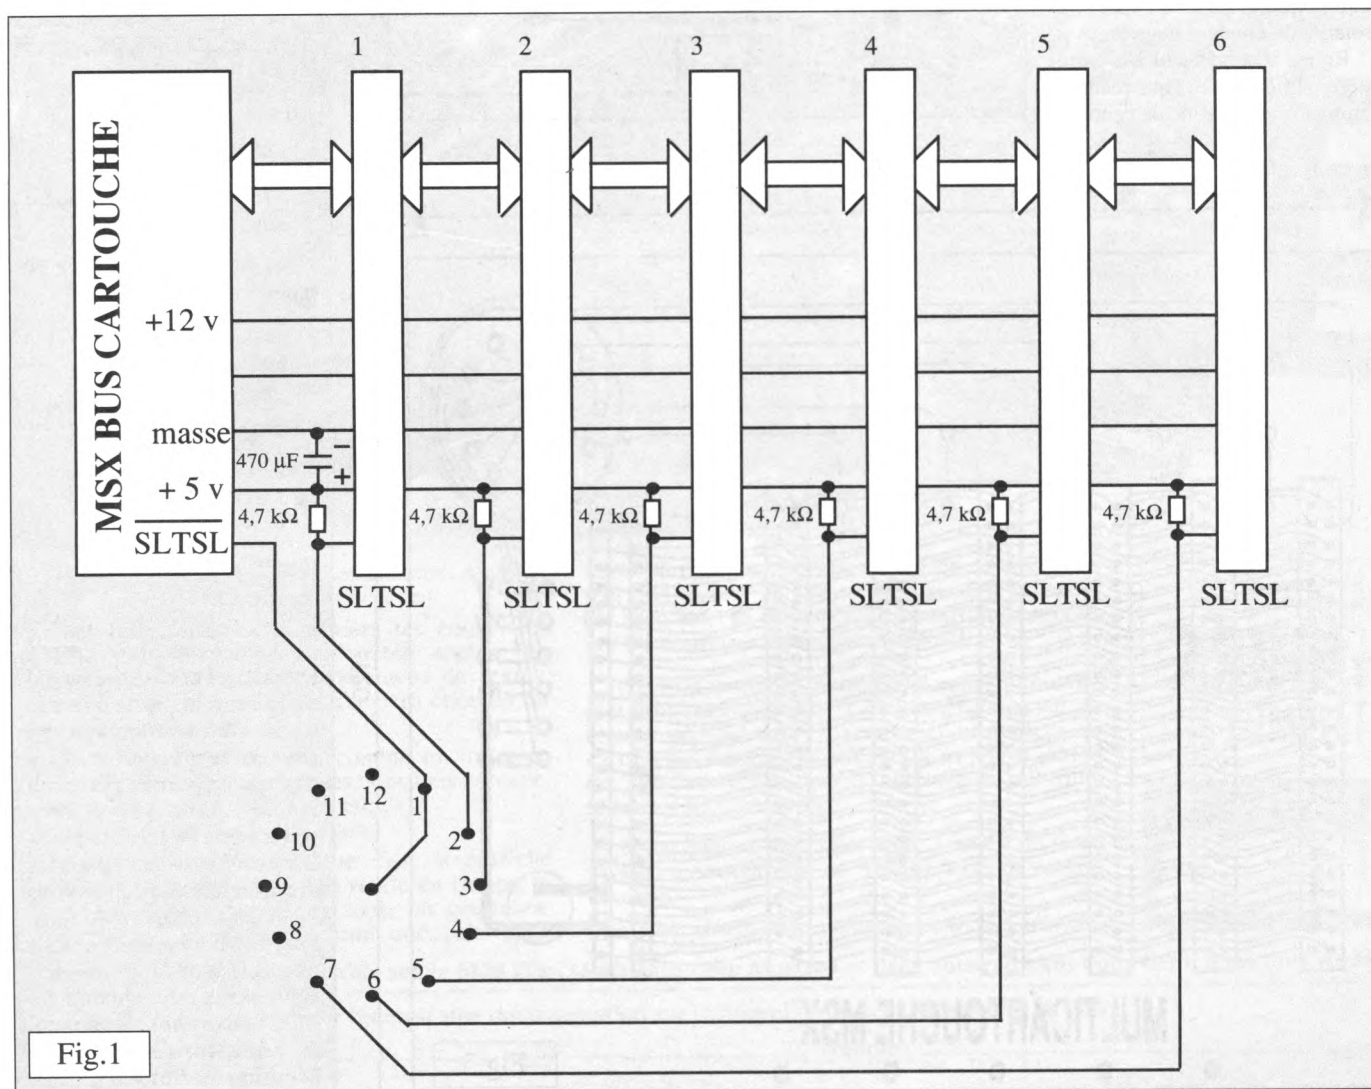 1 2 3 4 5 6
MSX BUS CARTOUCHE
+12 v
masse
470 µF
−
+
+ 5 v
4,7 kΩ 4,7 kΩ 4,7 kΩ 4,7 kΩ 4,7 kΩ 4,7 kΩ
SLTSL
SLTSL SLTSL SLTSL SLTSL SLTSL SLTSL
12
11
1
10
2
9
3
8
4
7
6
5
MULTICARTOUCHE MSX
Fig.1